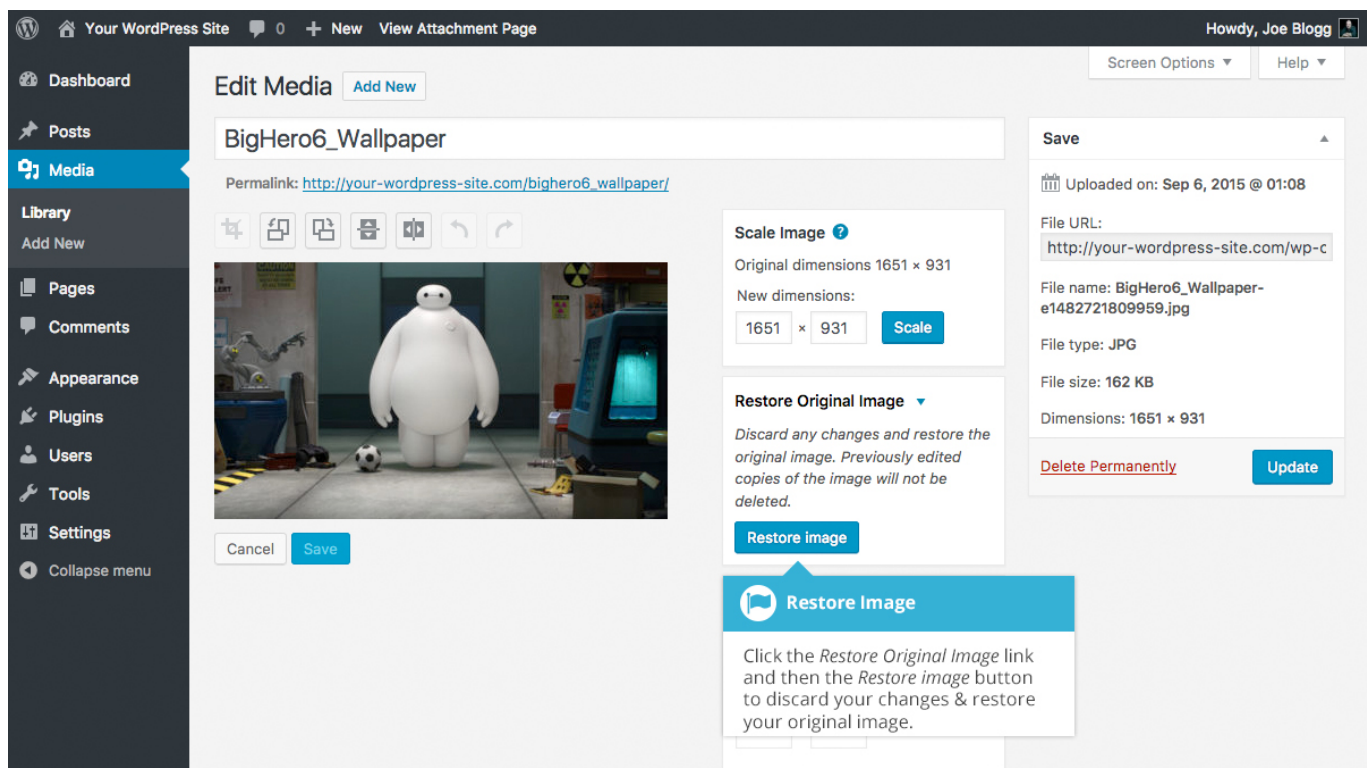 Your WordPress Site 0 + New View Attachment Page Howdy, Joe Blogg
Screen Options ▼ Help ▼
Dashboard
Posts
Media
Library
Add New
Pages
Comments
Appearance
Plugins
Users
Tools
Settings
Collapse menu
Edit Media Add New
BigHero6_Wallpaper
Permalink: http://your-wordpress-site.com/bighero6_wallpaper/
CAUTION
ALERT
Cancel Save
Scale Image ?
Original dimensions 1651 × 931
New dimensions:
1651 × 931 Scale
Restore Original Image ▼
Discard any changes and restore the
original image. Previously edited
copies of the image will not be
deleted.
Restore image
Restore Image
Click the Restore Original Image link
and then the Restore image button
to discard your changes & restore
your original image.
Save ▲
Uploaded on: Sep 6, 2015 @ 01:08
File URL:
http://your-wordpress-site.com/wp-c
File name: BigHero6_Wallpaper-
e1482721809959.jpg
File type: JPG
File size: 162 KB
Dimensions: 1651 × 931
Delete Permanently Update